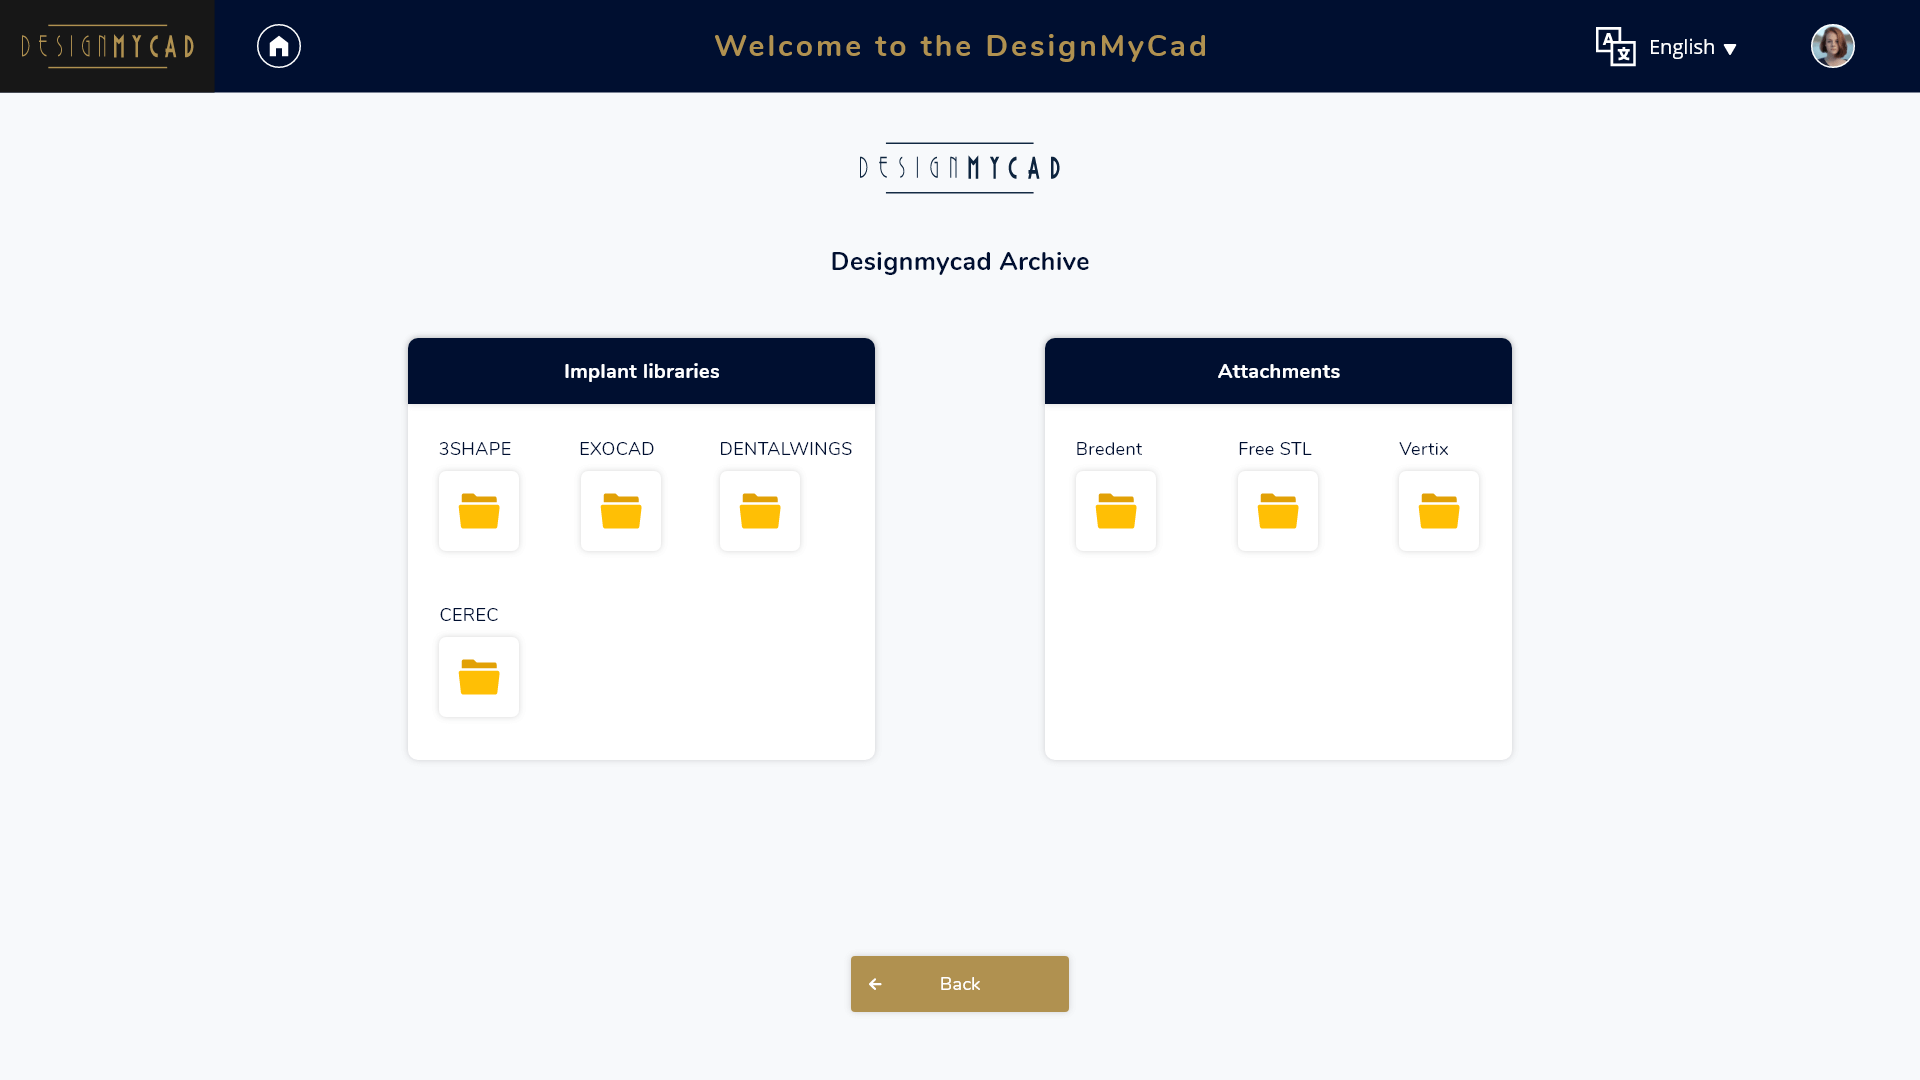 DESIGNMYCAD
Welcome to the DesignMyCad
A
文
English
DESIGNMYCAD
Designmycad Archive
Implant libraries
3SHAPE EXOCAD DENTALWINGS
CEREC
Attachments
Bredent Free STL Vertix
Back